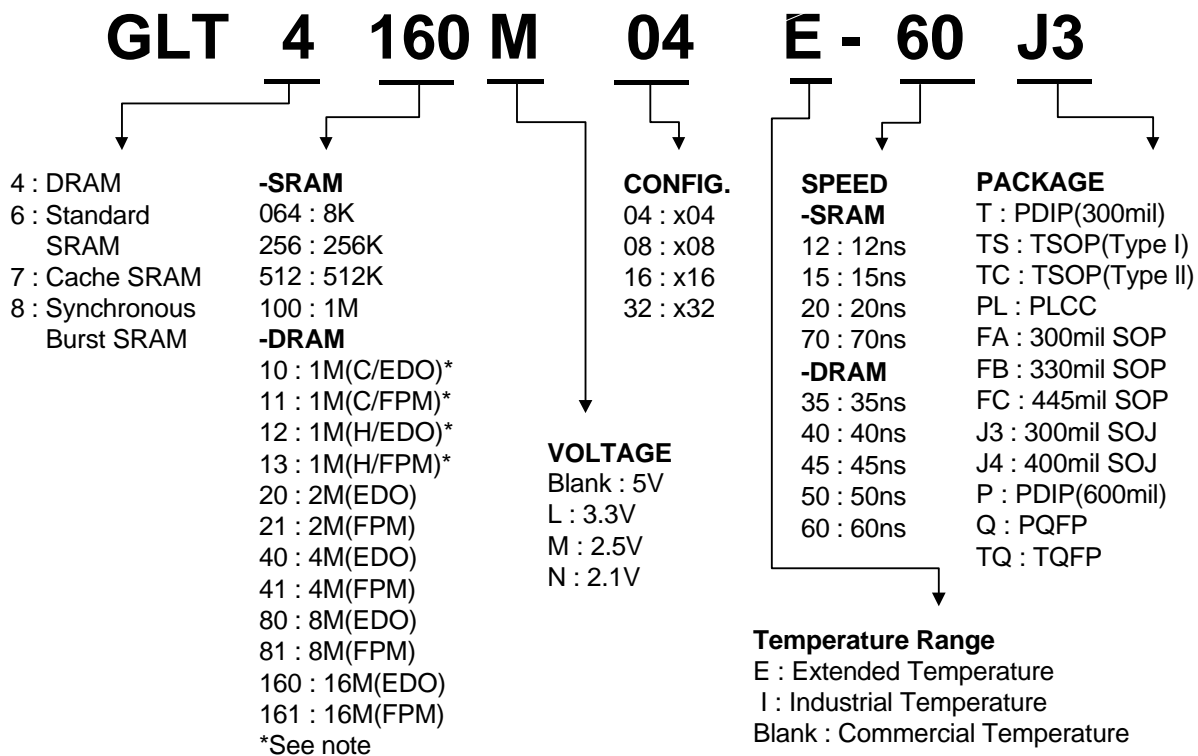 GLT 4 160 M 04 E - 60 J3
4 : DRAM
6 : Standard
SRAM
7 : Cache SRAM
8 : Synchronous
Burst SRAM
-SRAM
064 : 8K
256 : 256K
512 : 512K
100 : 1M
-DRAM
10 : 1M(C/EDO)*
11 : 1M(C/FPM)*
12 : 1M(H/EDO)*
13 : 1M(H/FPM)*
20 : 2M(EDO)
21 : 2M(FPM)
40 : 4M(EDO)
41 : 4M(FPM)
80 : 8M(EDO)
81 : 8M(FPM)
160 : 16M(EDO)
161 : 16M(FPM)
*See note
VOLTAGE
Blank : 5V
L : 3.3V
M : 2.5V
N : 2.1V
CONFIG.
04 : x04
08 : x08
16 : x16
32 : x32
SPEED
-SRAM
12 : 12ns
15 : 15ns
20 : 20ns
70 : 70ns
-DRAM
35 : 35ns
40 : 40ns
45 : 45ns
50 : 50ns
60 : 60ns
PACKAGE
T : PDIP(300mil)
TS : TSOP(Type I)
TC : TSOP(Type ll)
PL : PLCC
FA : 300mil SOP
FB : 330mil SOP
FC : 445mil SOP
J3 : 300mil SOJ
J4 : 400mil SOJ
P : PDIP(600mil)
Q : PQFP
TQ : TQFP
Temperature Range
E : Extended Temperature
I : Industrial Temperature
Blank : Commercial Temperature